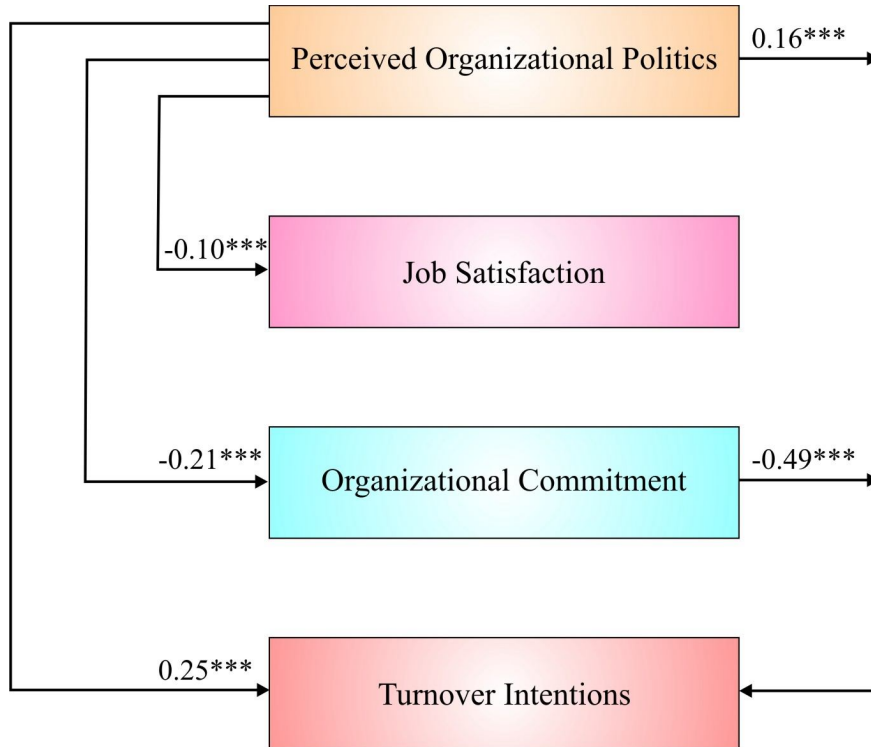 Perceived Organizational Politics
0.16***
-0.10***
Job Satisfaction
-0.21***
Organizational Commitment
-0.49***
0.25***
Turnover Intentions